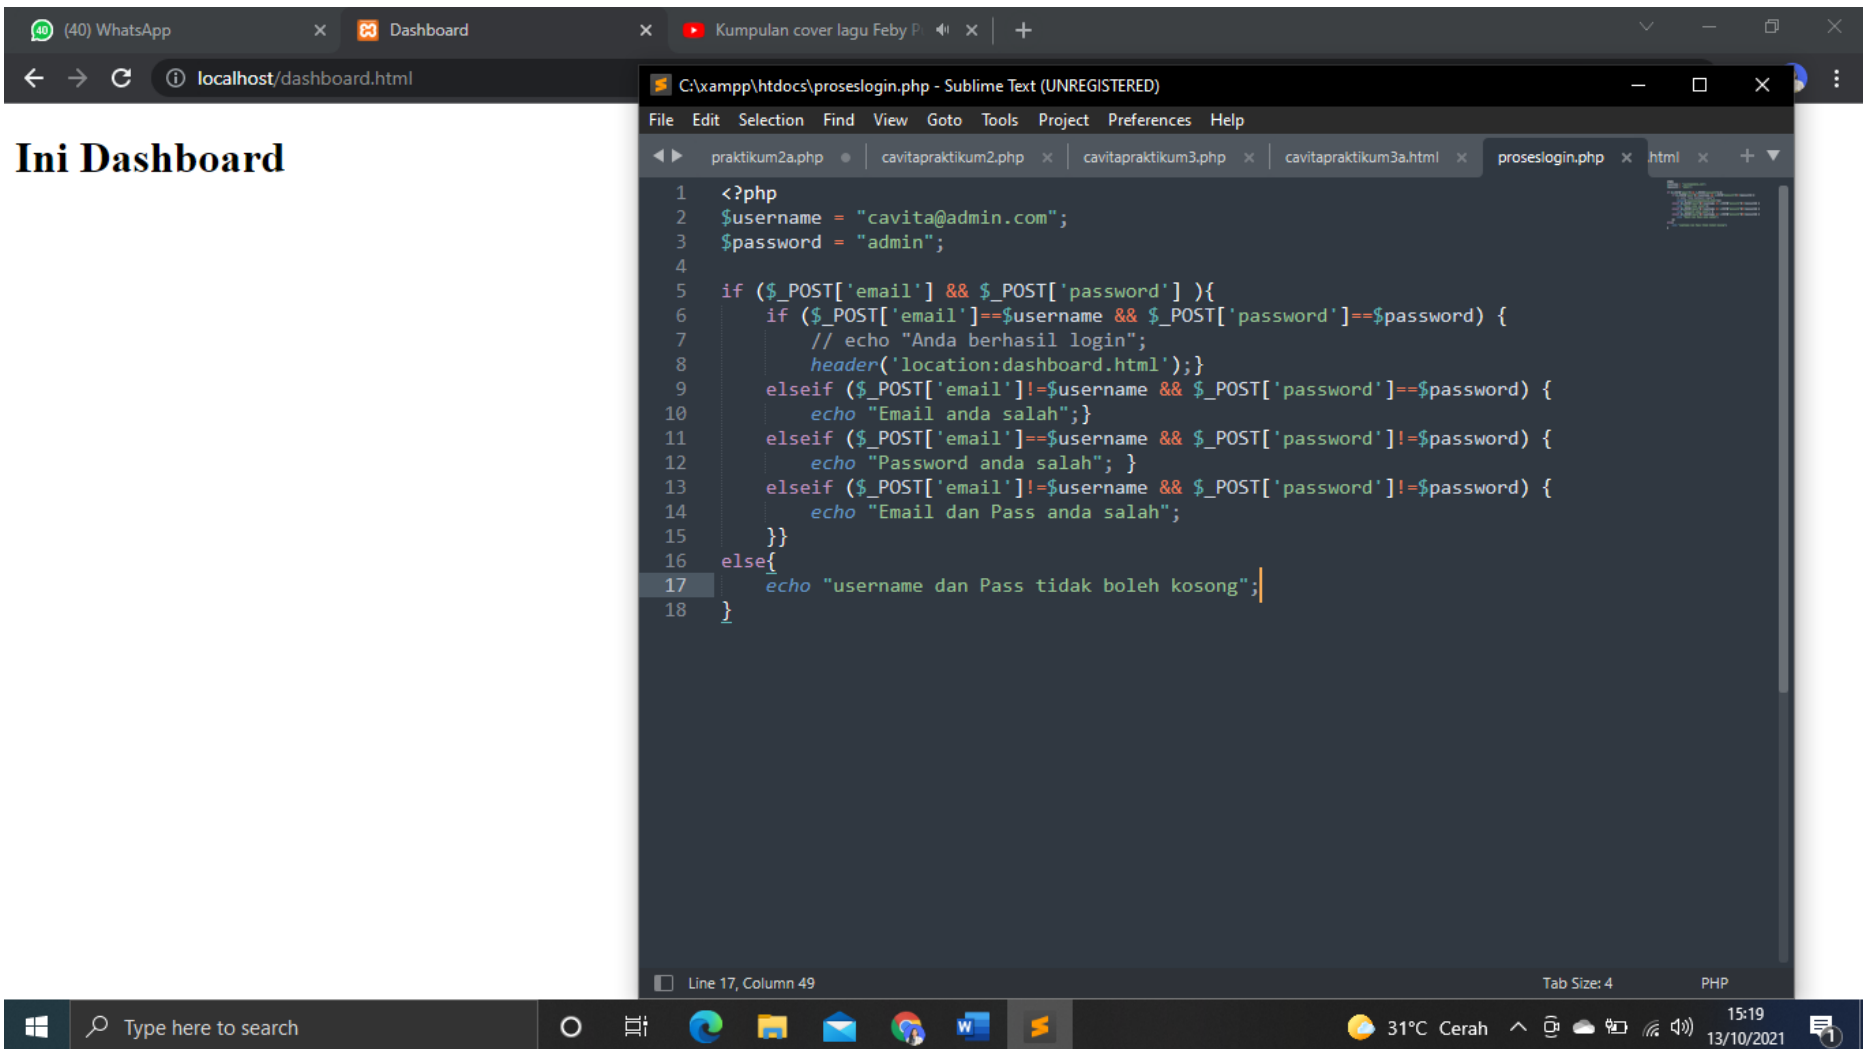 40 (40) WhatsApp
Dashboard
Kumpulan cover lagu Feby P
localhost/dashboard.html
Ini Dashboard
C:\xampp\htdocs\proseslogin.php - Sublime Text (UNREGISTERED)
File Edit Selection Find View Goto Tools Project Preferences Help
praktikum2a.php cavitapraktikum2.php cavitapraktikum3.php cavitapraktikum3a.html proseslogin.php .html
1 <?php
2 $username = "cavita@admin.com";
3 $password = "admin";
4
5 if ($_POST['email'] && $_POST['password'] ){
6 if ($_POST['email']==$username && $_POST['password']==$password) {
7 // echo "Anda berhasil login";
8 header('location:dashboard.html');}
9 elseif ($_POST['email']!=$username && $_POST['password']==$password) {
10 echo "Email anda salah";}
11 elseif ($_POST['email']==$username && $_POST['password']!=$password) {
12 echo "Password anda salah"; }
13 elseif ($_POST['email']!=$username && $_POST['password']!=$password) {
14 echo "Email dan Pass anda salah";
15 }}
16 else{
17 echo "username dan Pass tidak boleh kosong";
18 }
Line 17, Column 49
Tab Size: 4
PHP
Type here to search
31°C Cerah
15:19
13/10/2021
1